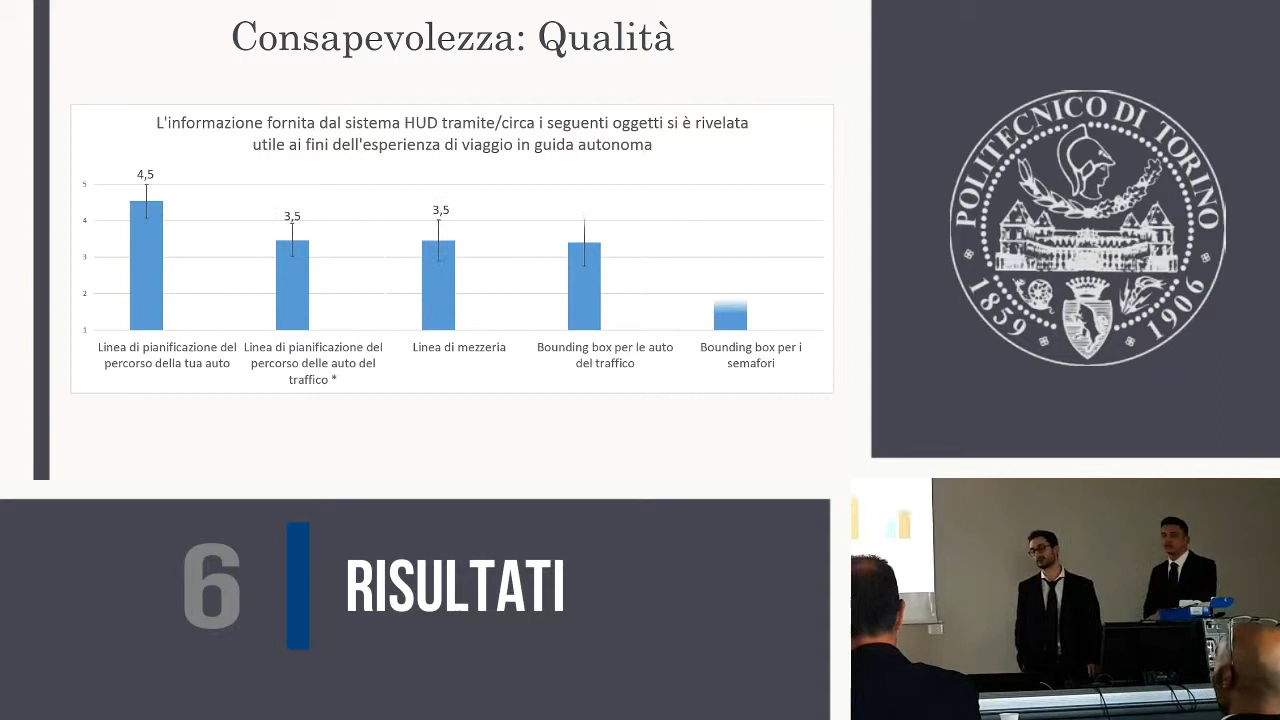 Consapevolezza: Qualità
L'informazione fornita dal sistema HUD tramite/circa i seguenti oggetti si è rivelata
utile ai fini dell'esperienza di viaggio in guida autonoma
4,5
3,5
3,5
5
4
3
2
1
Linea di pianificazione del
percorso della tua auto
Linea di pianificazione del
percorso delle auto del
traffico *
Linea di mezzeria
Bounding box per le auto
del traffico
Bounding box per i
semafori
POLITECNICO DI TORINO
1859
1906
6
RISULTATI